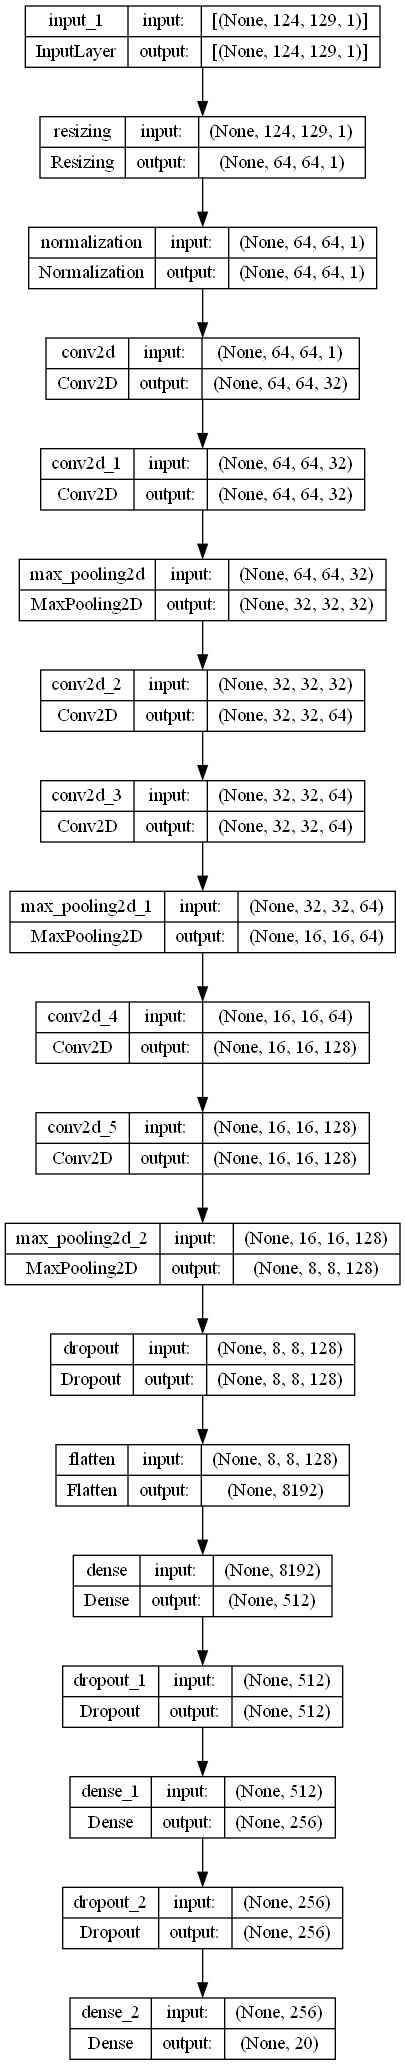 input_1 input: [(None, 124, 129, 1)]
InputLayer output: [(None, 124, 129, 1)]
resizing input: (None, 124, 129, 1)
Resizing output: (None, 64, 64, 1)
normalization input: (None, 64, 64, 1)
Normalization output: (None, 64, 64, 1)
conv2d input: (None, 64, 64, 1)
Conv2D output: (None, 64, 64, 32)
conv2d_1 input: (None, 64, 64, 32)
Conv2D output: (None, 64, 64, 32)
max_pooling2d input: (None, 64, 64, 32)
MaxPooling2D output: (None, 32, 32, 32)
conv2d_2 input: (None, 32, 32, 32)
Conv2D output: (None, 32, 32, 64)
conv2d_3 input: (None, 32, 32, 64)
Conv2D output: (None, 32, 32, 64)
max_pooling2d_1 input: (None, 32, 32, 64)
MaxPooling2D output: (None, 16, 16, 64)
conv2d_4 input: (None, 16, 16, 64)
Conv2D output: (None, 16, 16, 128)
conv2d_5 input: (None, 16, 16, 128)
Conv2D output: (None, 16, 16, 128)
max_pooling2d_2 input: (None, 16, 16, 128)
MaxPooling2D output: (None, 8, 8, 128)
dropout input: (None, 8, 8, 128)
Dropout output: (None, 8, 8, 128)
flatten input: (None, 8, 8, 128)
Flatten output: (None, 8192)
dense input: (None, 8192)
Dense output: (None, 512)
dropout_1 input: (None, 512)
Dropout output: (None, 512)
dense_1 input: (None, 512)
Dense output: (None, 256)
dropout_2 input: (None, 256)
Dropout output: (None, 256)
dense_2 input: (None, 256)
Dense output: (None, 20)